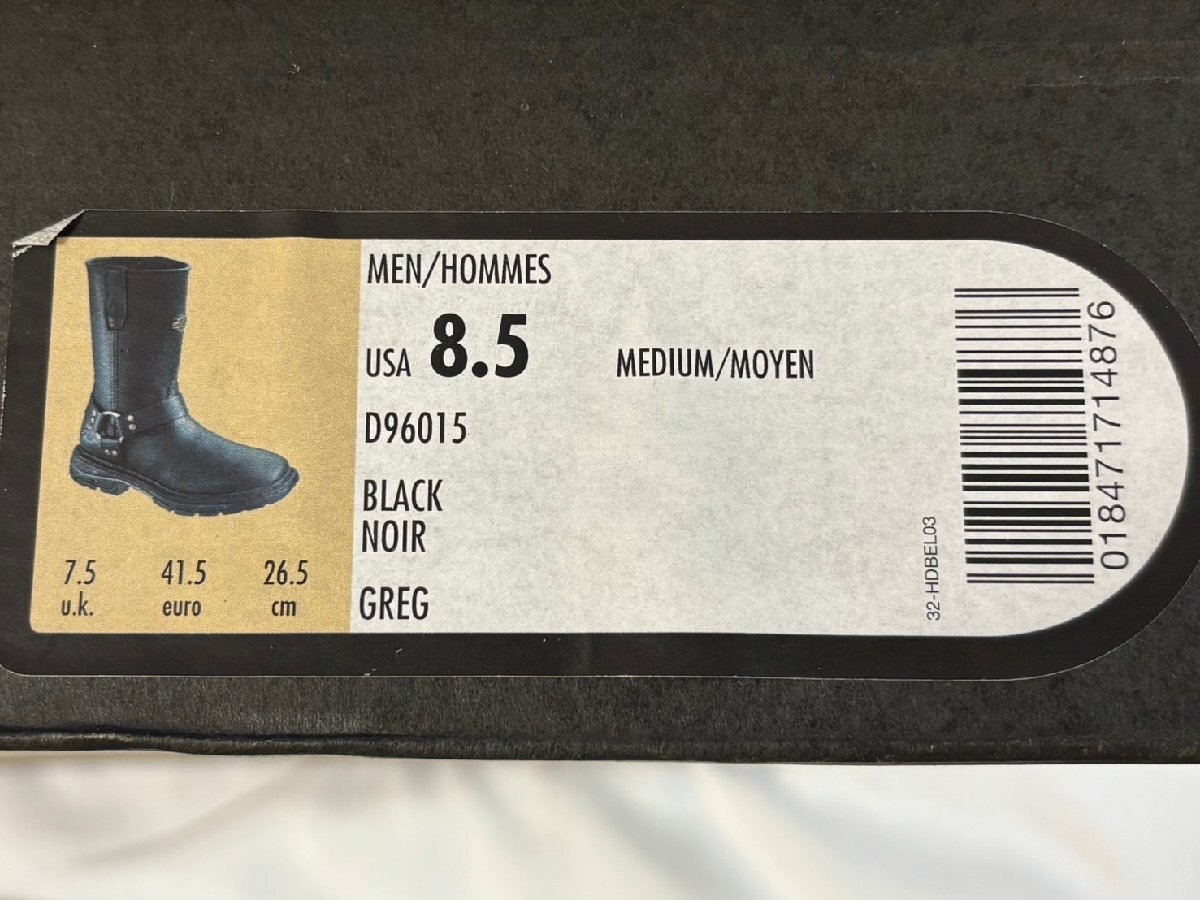 MEN/HOMMES
USA 8.5 MEDIUM/MOYEN
D96015
BLACK
NOIR
GREG
7.5 41.5 26.5
u.k. euro cm
32-HDBEL03
018471714876